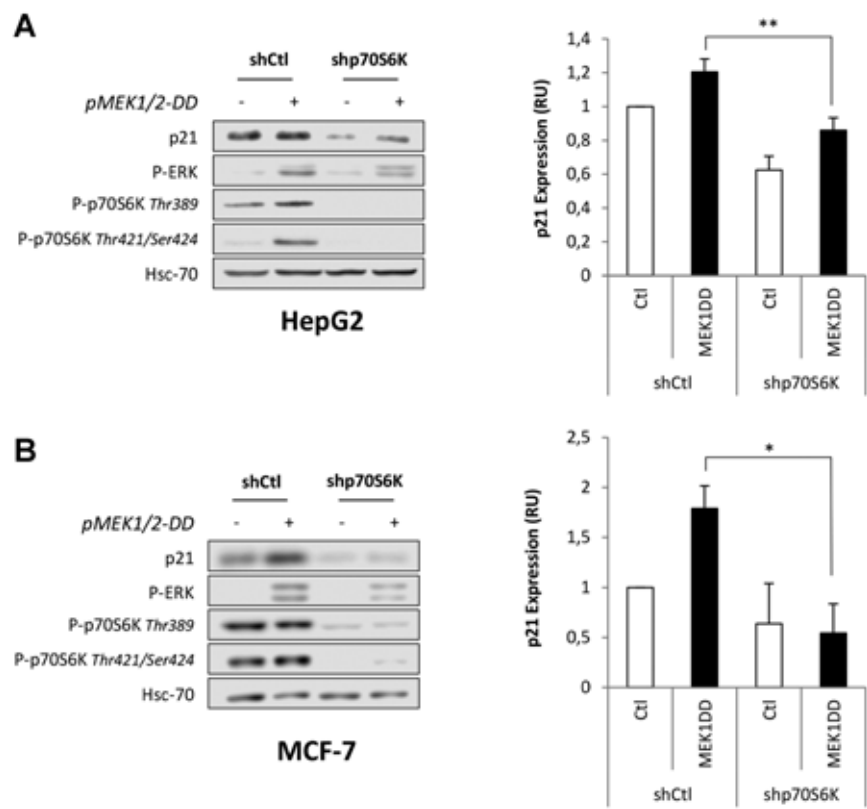 A
shCtl shp70S6K
pMEK1/2-DD - + - +
p21
P-ERK
P-p70S6K Thr389
P-p70S6K Thr421/Ser424
Hsc-70
HepG2
p21 Expression (RU)
1,4
1,2
1
0,8
0,6
0,4
0,2
0
**
Ctl MEK1DD Ctl MEK1DD
shCtl shp70S6K
B
shCtl shp70S6K
pMEK1/2-DD - + - +
p21
P-ERK
P-p70S6K Thr389
P-p70S6K Thr421/Ser424
Hsc-70
MCF-7
p21 Expression (RU)
2,5
2
1,5
1
0,5
0
*
Ctl MEK1DD Ctl MEK1DD
shCtl shp70S6K